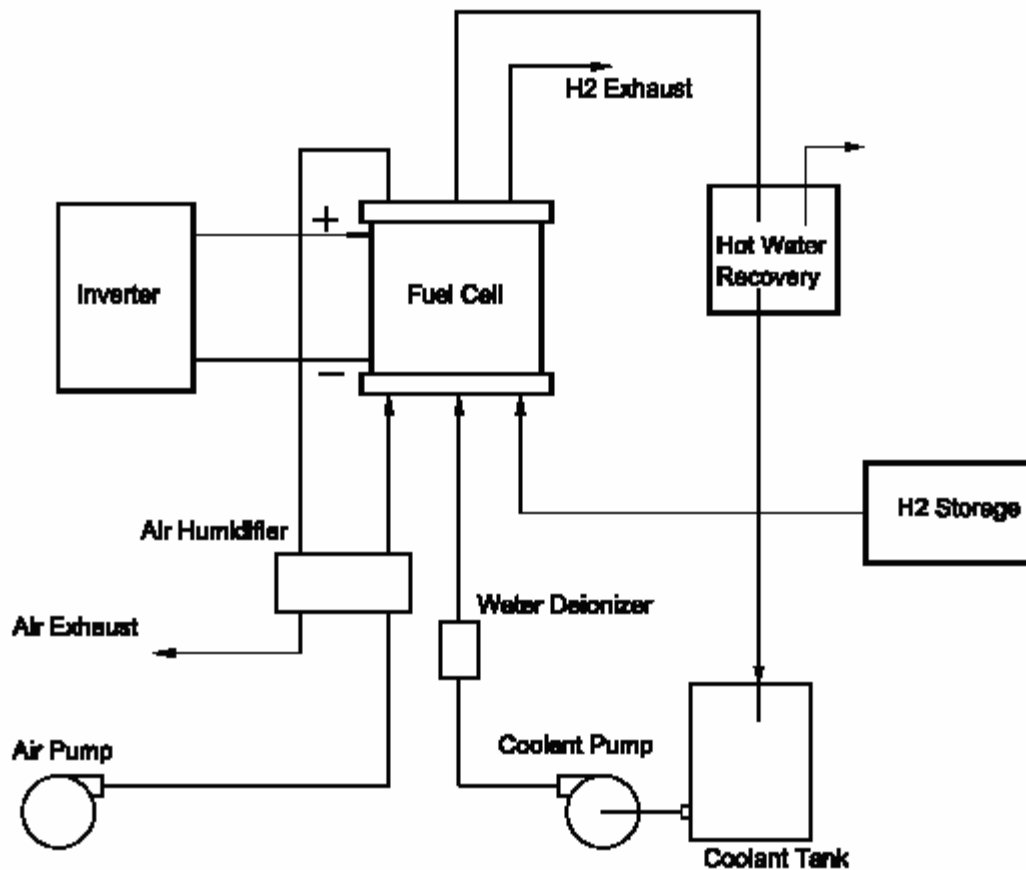 H2 Exhaust
+
Inverter
Fuel Cell
Hot Water
Recovery
−
H2 Storage
Air Humidifier
Water Deionizer
Air Exhaust
Air Pump
Coolant Pump
Coolant Tank